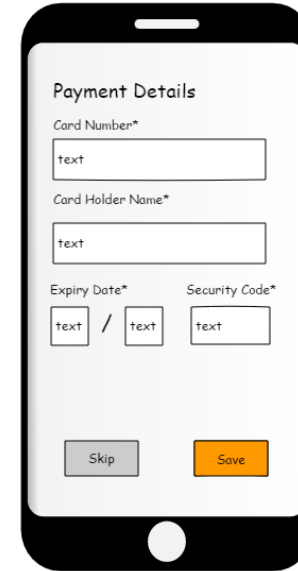 Payment Details
Card Number*
text
Card Holder Name*
text
Expiry Date* Security Code*
text / text text
Skip Save